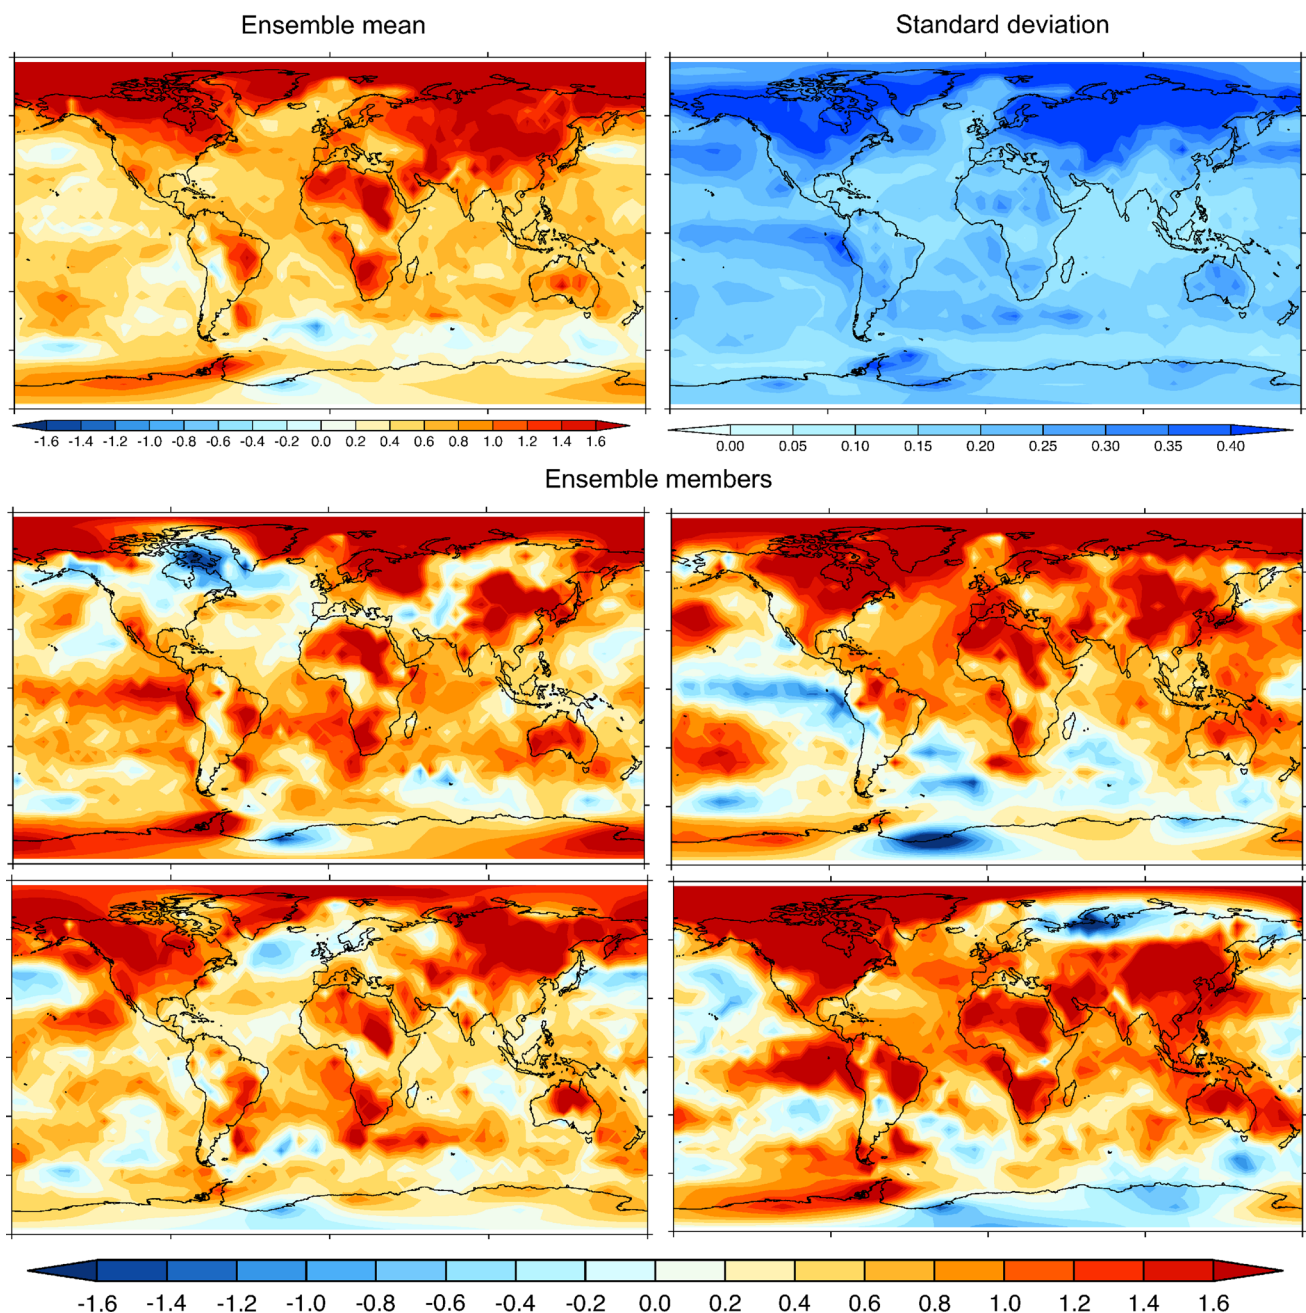 Ensemble mean
Standard deviation
-1.6 -1.4 -1.2 -1.0 -0.8 -0.6 -0.4 -0.2 0.0 0.2 0.4 0.6 0.8 1.0 1.2 1.4 1.6
0.00 0.05 0.10 0.15 0.20 0.25 0.30 0.35 0.40
Ensemble members
-1.6 -1.4 -1.2 -1.0 -0.8 -0.6 -0.4 -0.2 0.0 0.2 0.4 0.6 0.8 1.0 1.2 1.4 1.6